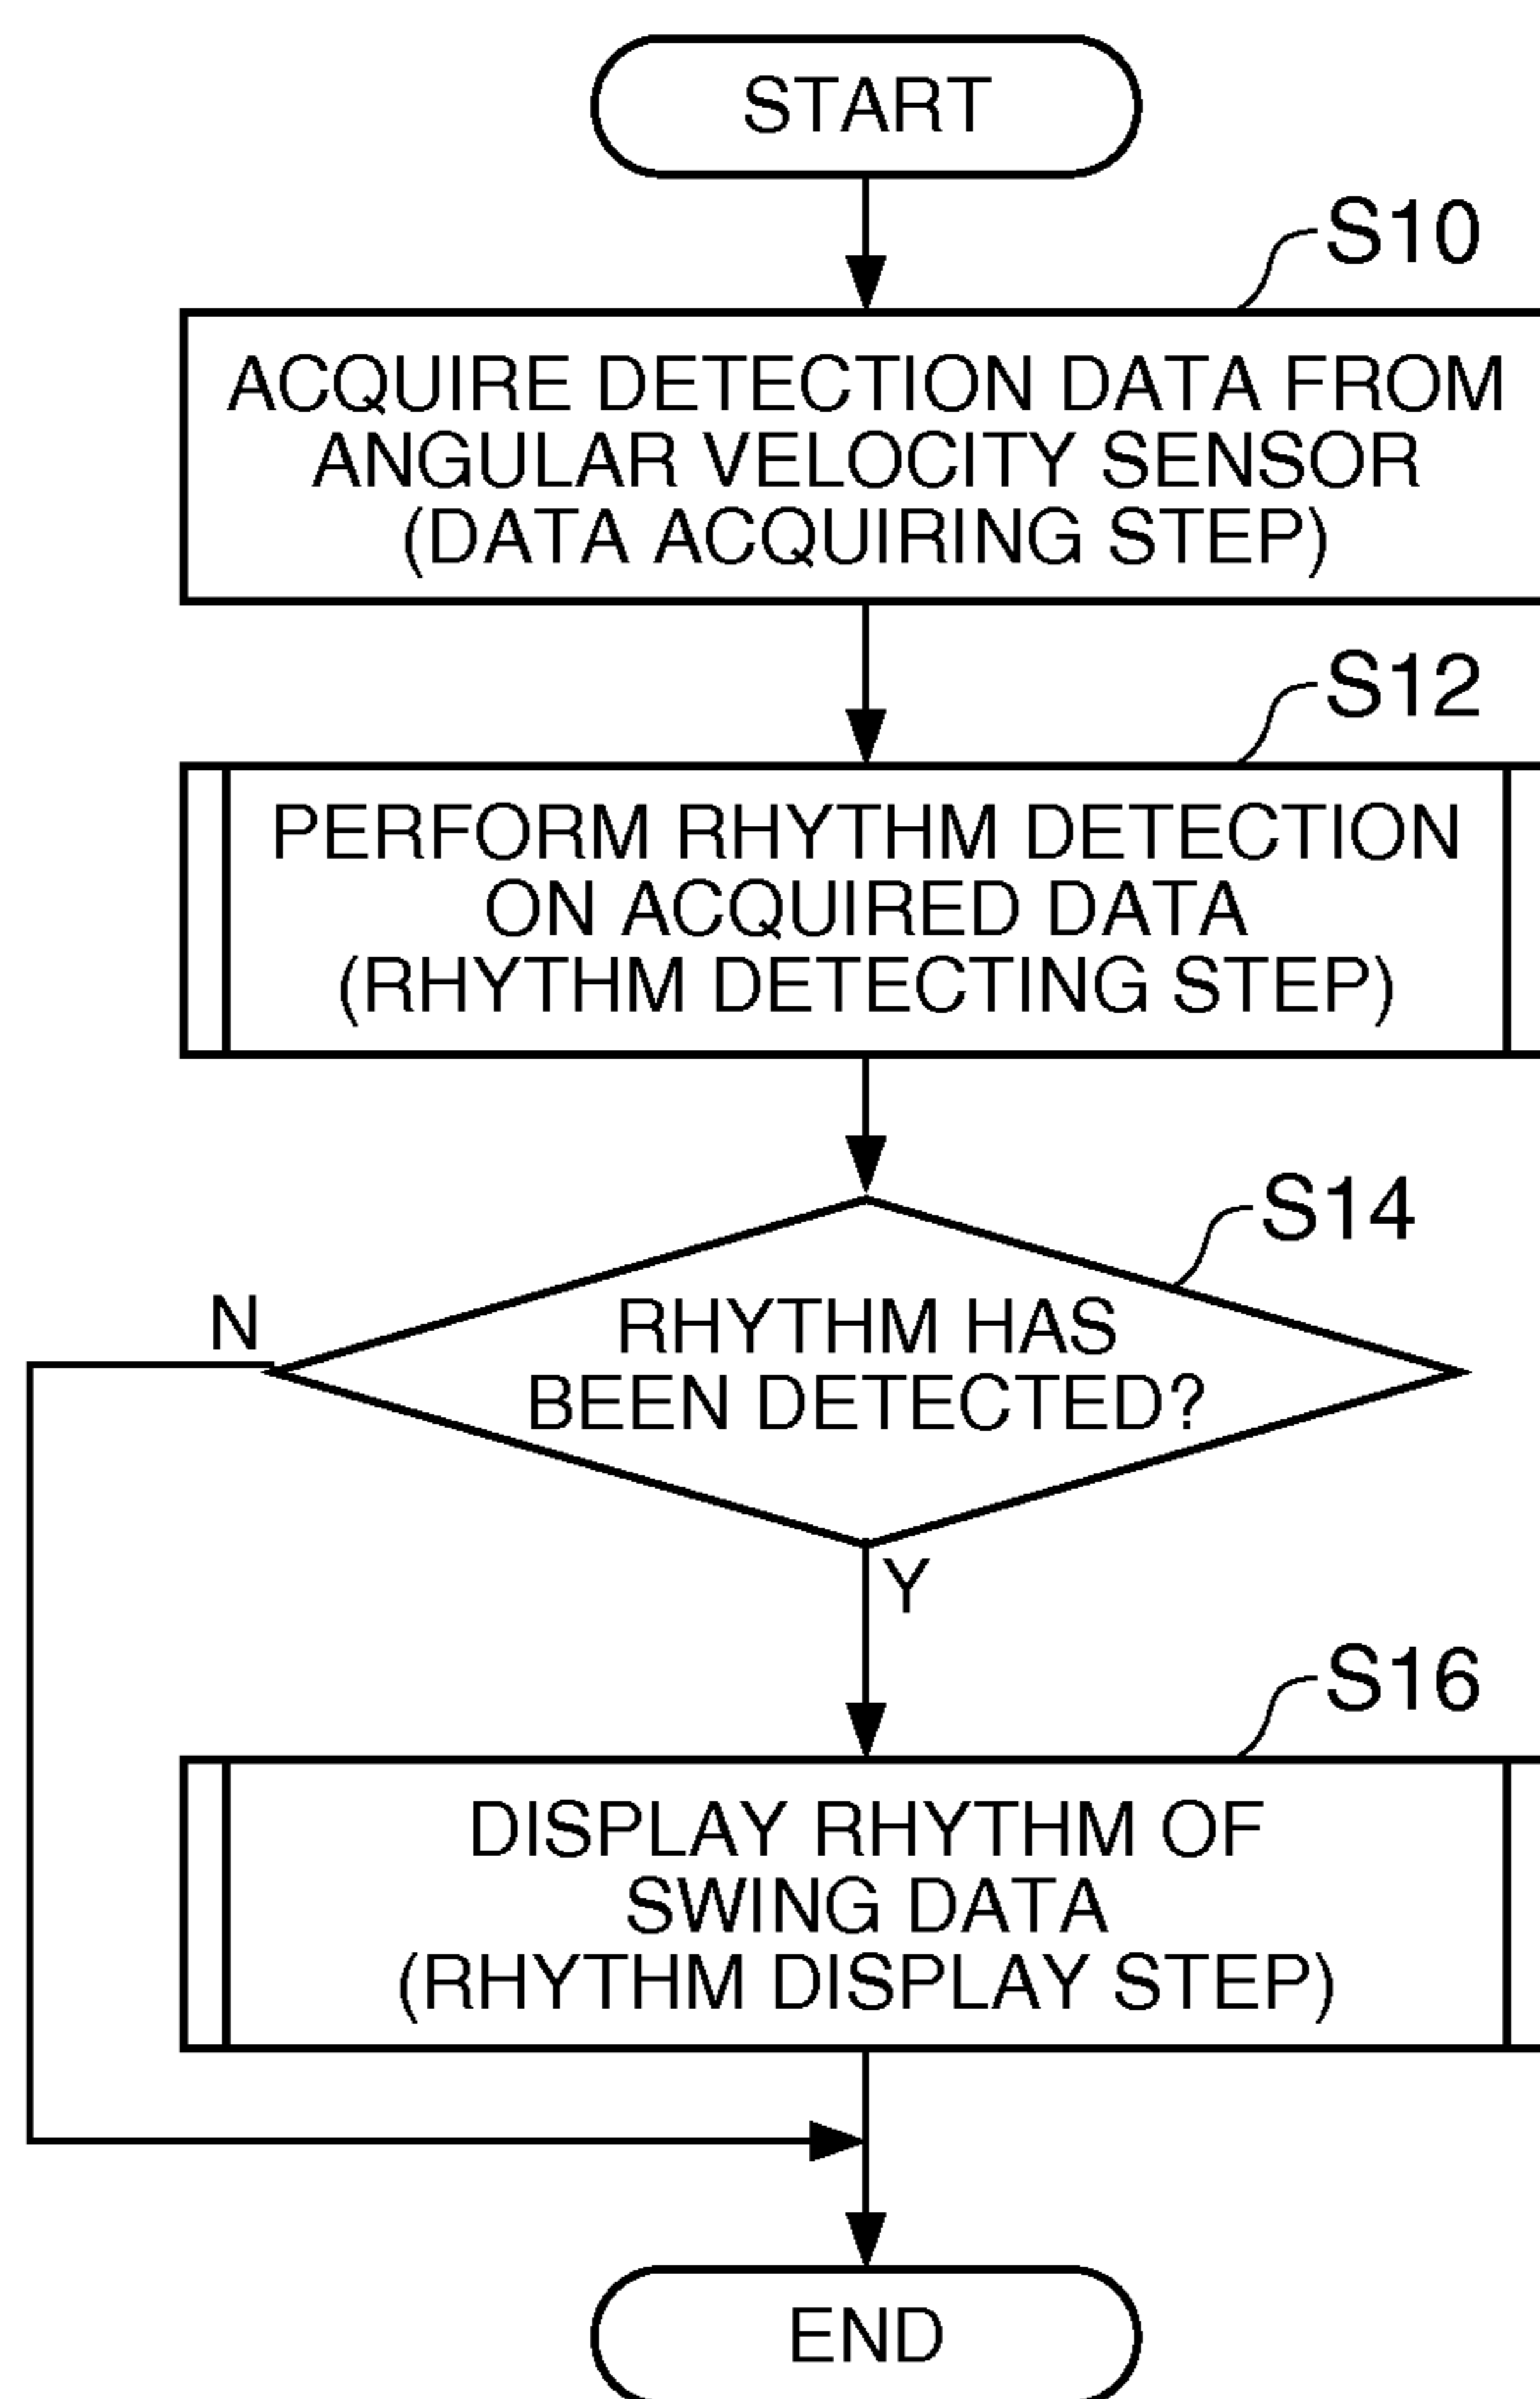 START
S10
ACQUIRE DETECTION DATA FROM
ANGULAR VELOCITY SENSOR
(DATA ACQUIRING STEP)
S12
PERFORM RHYTHM DETECTION
ON ACQUIRED DATA
(RHYTHM DETECTING STEP)
S14
N
RHYTHM HAS
BEEN DETECTED?
Y
S16
DISPLAY RHYTHM OF
SWING DATA
(RHYTHM DISPLAY STEP)
END